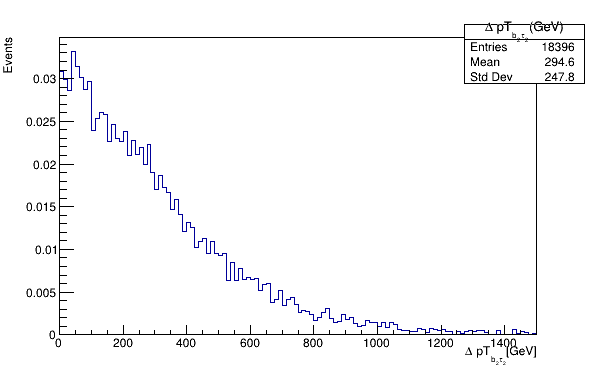 Δ pT_{b₂τ₂}(GeV)
Entries 18396
Mean 294.6
Std Dev 247.8
Events
0.03
0.025
0.02
0.015
0.01
0.005
0
0 200 400 600 800 1000 1200 1400
Δ pT_{b₂τ₂}[GeV]